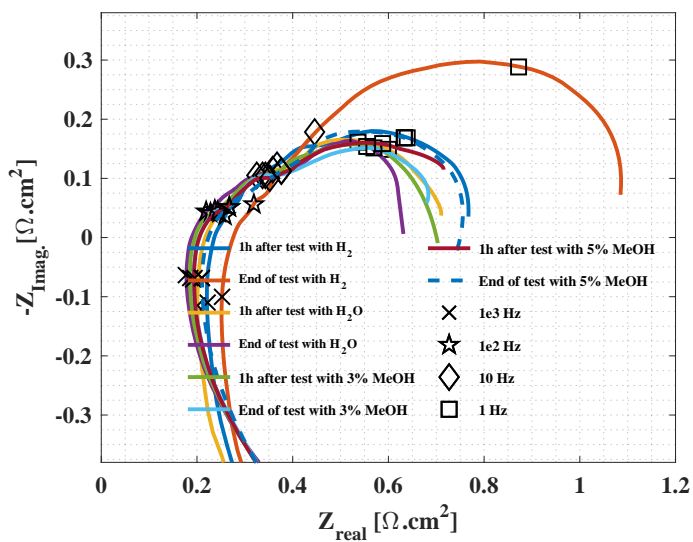 0.3
0.2
0.1
0
-0.1
-0.2
-0.3
-Z_Imag. [Ω.cm²]
1h after test with H₂
End of test with H₂
1h after test with H₂O
End of test with H₂O
1h after test with 3% MeOH
End of test with 3% MeOH
1h after test with 5% MeOH
End of test with 5% MeOH
1e3 Hz
1e2 Hz
10 Hz
1 Hz
0 0.2 0.4 0.6 0.8 1 1.2
Z_real [Ω.cm²]